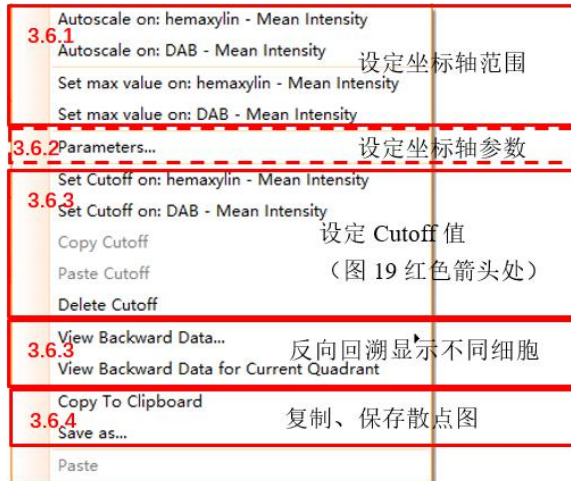 Autoscale on: hemaxylin - Mean Intensity
3.6.1
Autoscale on: DAB - Mean Intensity
设定坐标轴范围
Set max value on: hemaxylin - Mean Intensity
Set max value on: DAB - Mean Intensity
3.6.2 Parameters... 设定坐标轴参数
Set Cutoff on: hemaxylin - Mean Intensity
3.6.3
Set Cutoff on: DAB - Mean Intensity
设定 Cutoff 值
Copy Cutoff
Paste Cutoff
（图 19 红色箭头处）
Delete Cutoff
View Backward Data...
3.6.3
反向回溯显示不同细胞
View Backward Data for Current Quadrant
Copy To Clipboard
3.6.4
复制、保存散点图
Save as...
Paste